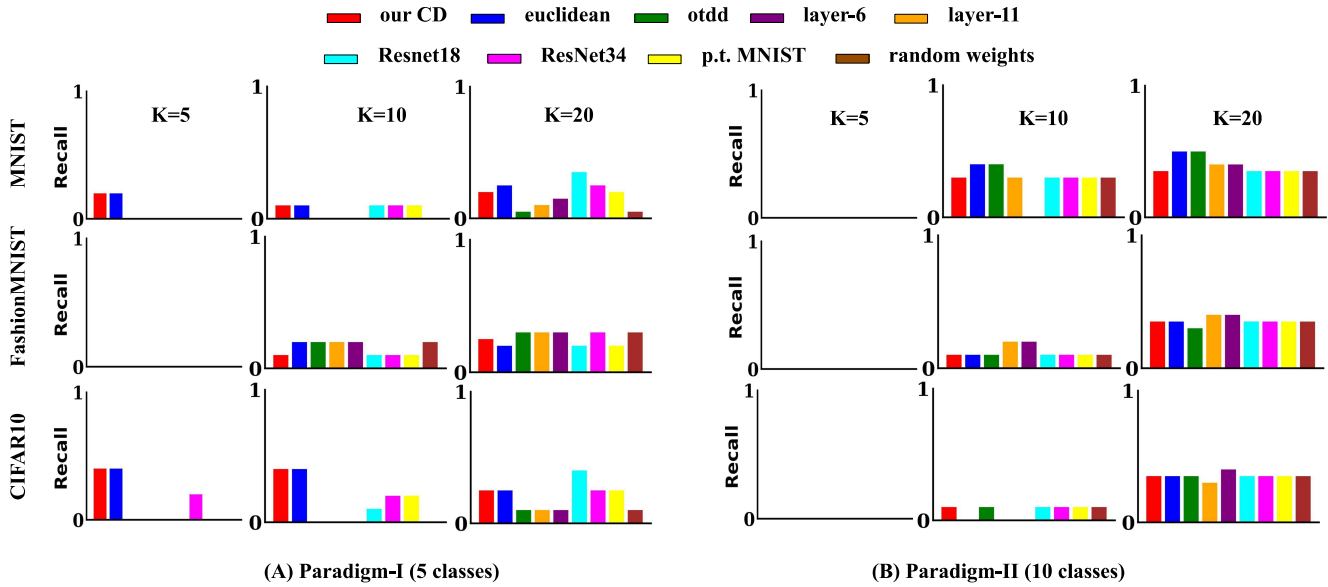 our CD euclidean otdd layer-6 layer-11
Resnet18 ResNet34 p.t. MNIST random weights
MNIST
Recall
1
0
K=5
1
0
K=10
1
0
K=20
Recall
1
0
K=5
1
0
K=10
1
0
K=20
FashionMNIST
Recall
1
0
1
0
1
0
Recall
1
0
1
0
1
0
CIFAR10
Recall
1
0
1
0
1
0
Recall
1
0
1
0
1
0
(A) Paradigm-I (5 classes)
(B) Paradigm-II (10 classes)